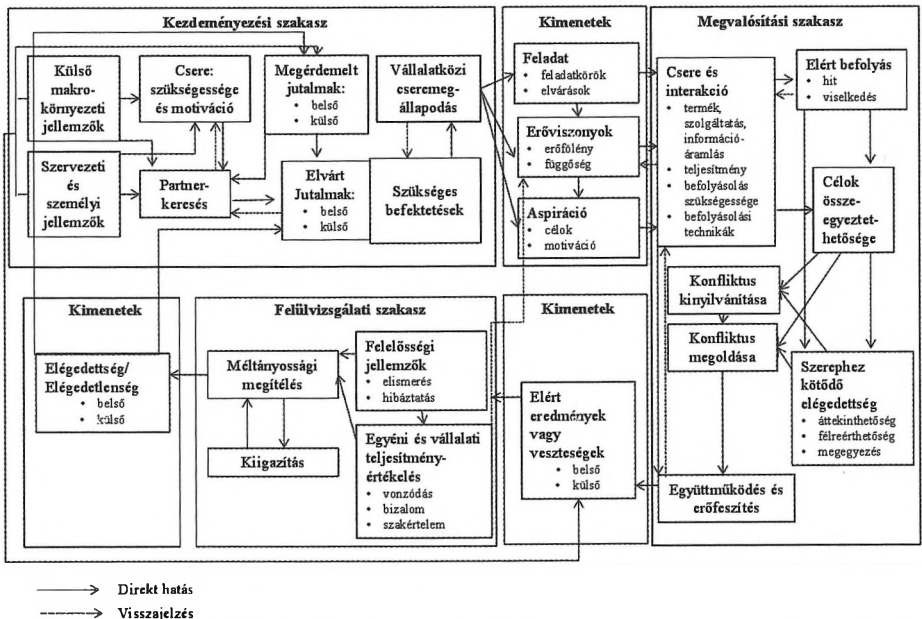 Kezdeményezési szakasz
Külső
makro-
környezeti
jellemzők
Csere:
szükségessége
és motiváció
Megérdemelt
jutalmak:
• belső
• külső
Vállalatközi
cseremeg-
állapodás
Szervezeti
és
személyi
jellemzők
Partner-
keresés
Elvárt
Jutalmak:
• belső
• külső
Szükséges
befektetések
Kimenetek
Feladat
• feladatkörök
• elvárások
Erőviszonyok
• erőfölény
• függőség
Aspiráció
• célok
• motiváció
Megvalósítási szakasz
Csere és
interakció
• termék,
szolgáltatás,
információ-
áramlás
• teljesítmény
• befolyásolás
szükségessége
• befolyásolási
technikák
Elért befolyás
• hit
• viselkedés
Célok
össze-
egyeztet-
hetősége
Konfliktus
kinyilvánítása
Konfliktus
megoldása
Szerephez
kötődő
elégedettség
• áttekinthetőség
• félreérthetőség
• megegyezés
Együttműködés és
erőfeszítés
Kimenetek
Elégedettség/
Elégedetlenség
• belső
• külső
Felülvizsgálati szakasz
Méltányossági
megítélés
Kiigazítás
Felelősségi
jellemzők
• elismerés
• hibáztatás
Egyéni és vállalati
teljesítmény-
értékelés
• vonzódás
• bizalom
• szakértelem
Kimenetek
Elért
eredmények
vagy
veszteségek
• belső
• külső
Direkt hatás
Visszajelzés